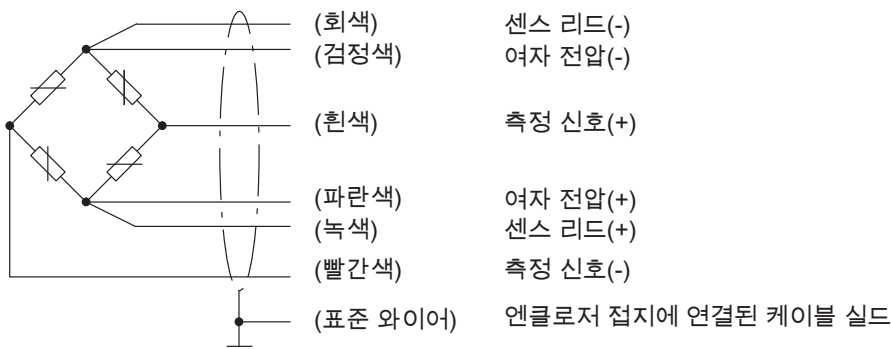 (회색) 센스 리드(-)
(검정색) 여자 전압(-)
(흰색) 측정 신호(+)
(파란색) 여자 전압(+)
(녹색) 센스 리드(+)
(빨간색) 측정 신호(-)
(표준 와이어) 엔클로저 접지에 연결된 케이블 실드